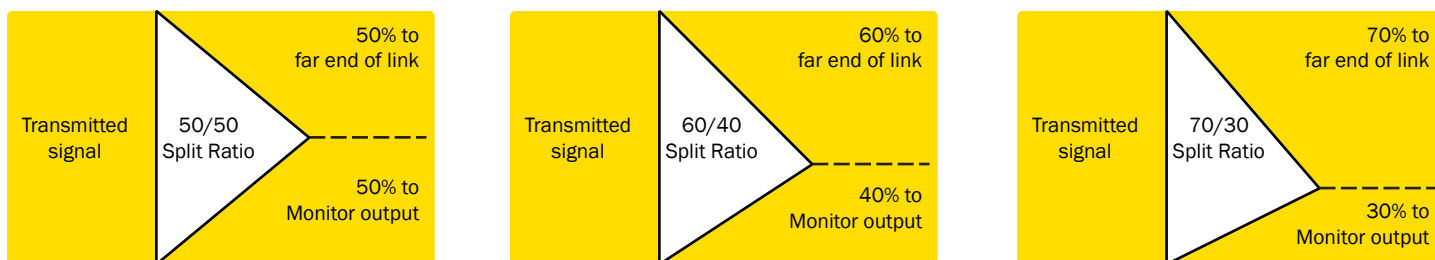 Transmitted
signal
50/50
Split Ratio
50% to
far end of link
50% to
Monitor output
Transmitted
signal
60/40
Split Ratio
60% to
far end of link
40% to
Monitor output
Transmitted
signal
70/30
Split Ratio
70% to
far end of link
30% to
Monitor output